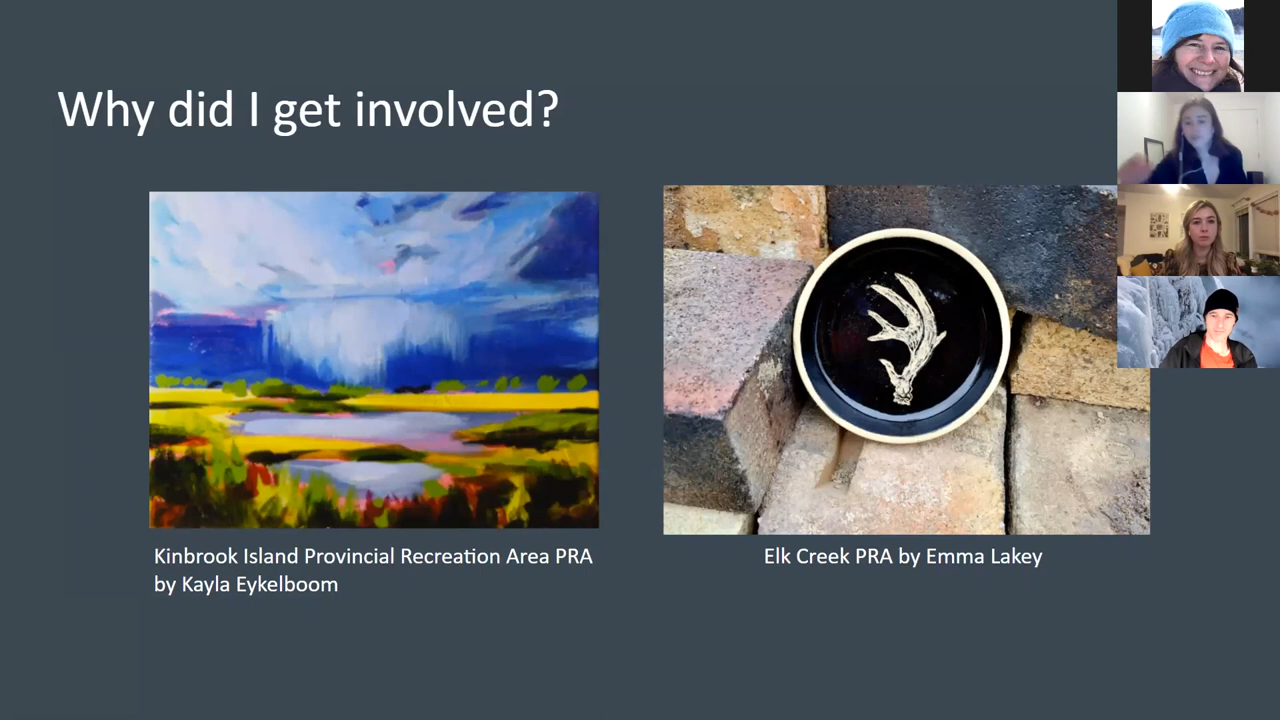 Why did I get involved?
Kinbrook Island Provincial Recreation Area PRA
by Kayla Eykelboom
Elk Creek PRA by Emma Lakey